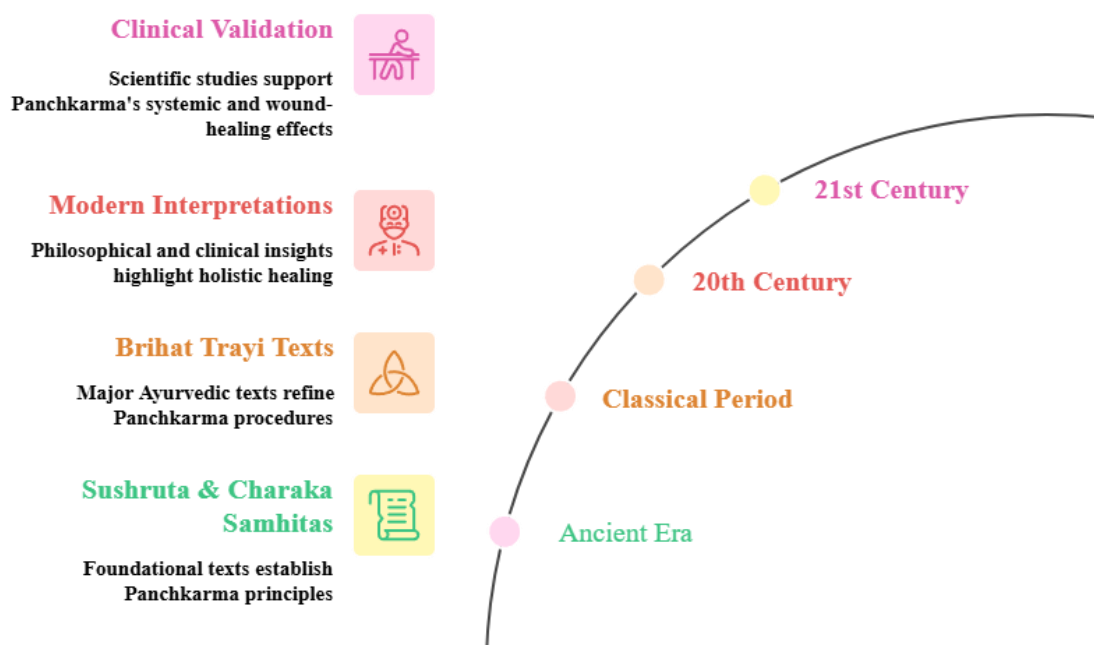 Clinical Validation
Scientific studies support
Panchkarma's systemic and wound-
healing effects
21st Century
Modern Interpretations
Philosophical and clinical insights
highlight holistic healing
20th Century
Brihat Trayi Texts
Major Ayurvedic texts refine
Panchkarma procedures
Classical Period
Sushruta & Charaka
Samhitas
Foundational texts establish
Panchkarma principles
Ancient Era